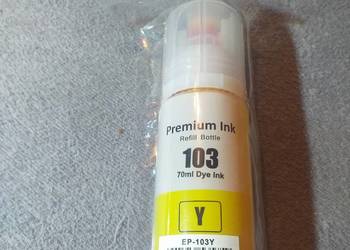 Premium Ink
Refill Bottle
103
70ml Dye Ink
Y
EP-103Y